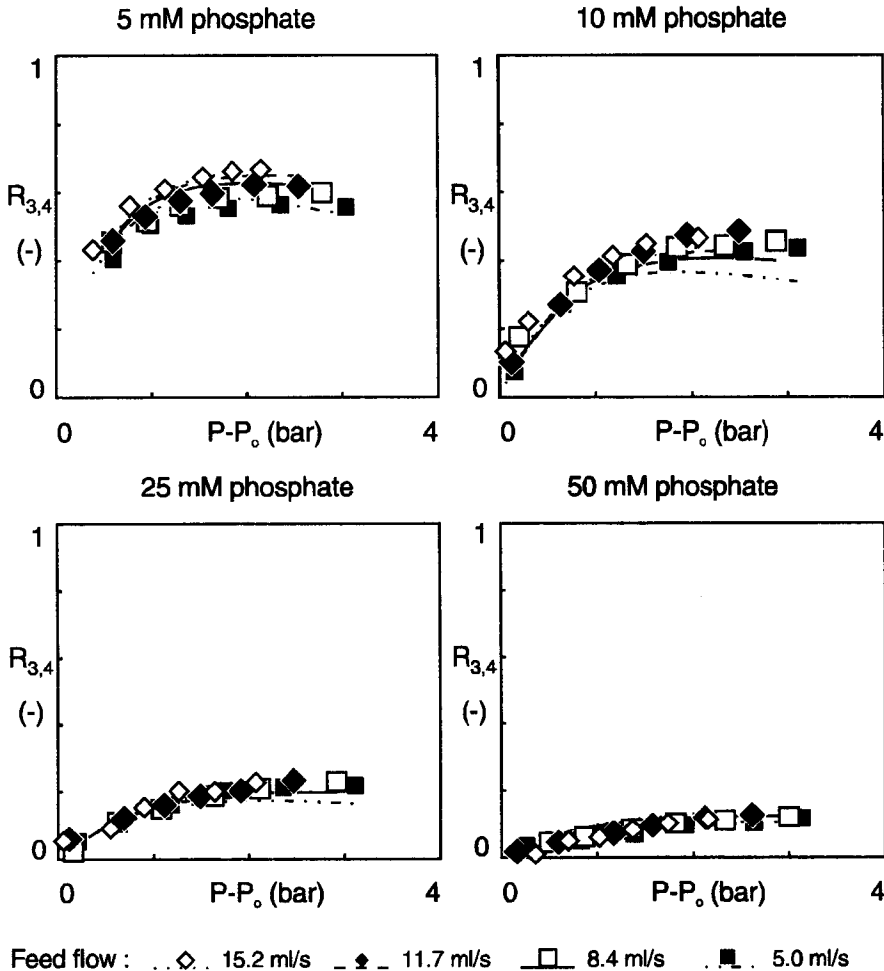 5 mM phosphate
10 mM phosphate
1
R3,4
(-)
0
0 P-Po (bar) 4
1
R3,4
(-)
0
0 P-Po (bar) 4
25 mM phosphate
50 mM phosphate
1
R3,4
(-)
0
0 P-Po (bar) 4
1
R3,4
(-)
0
0 P-Po (bar) 4
Feed flow : 15.2 ml/s 11.7 ml/s 8.4 ml/s 5.0 ml/s